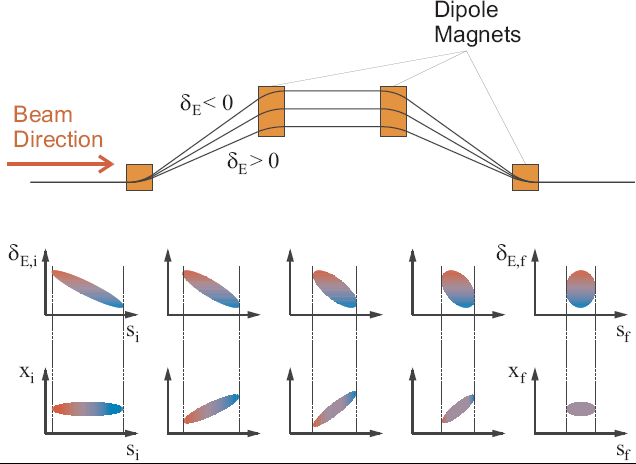 Dipole
Magnets
δE< 0
Beam
Direction
δE> 0
δE,i
δE,f
si
sf
xi
xf
si
sf